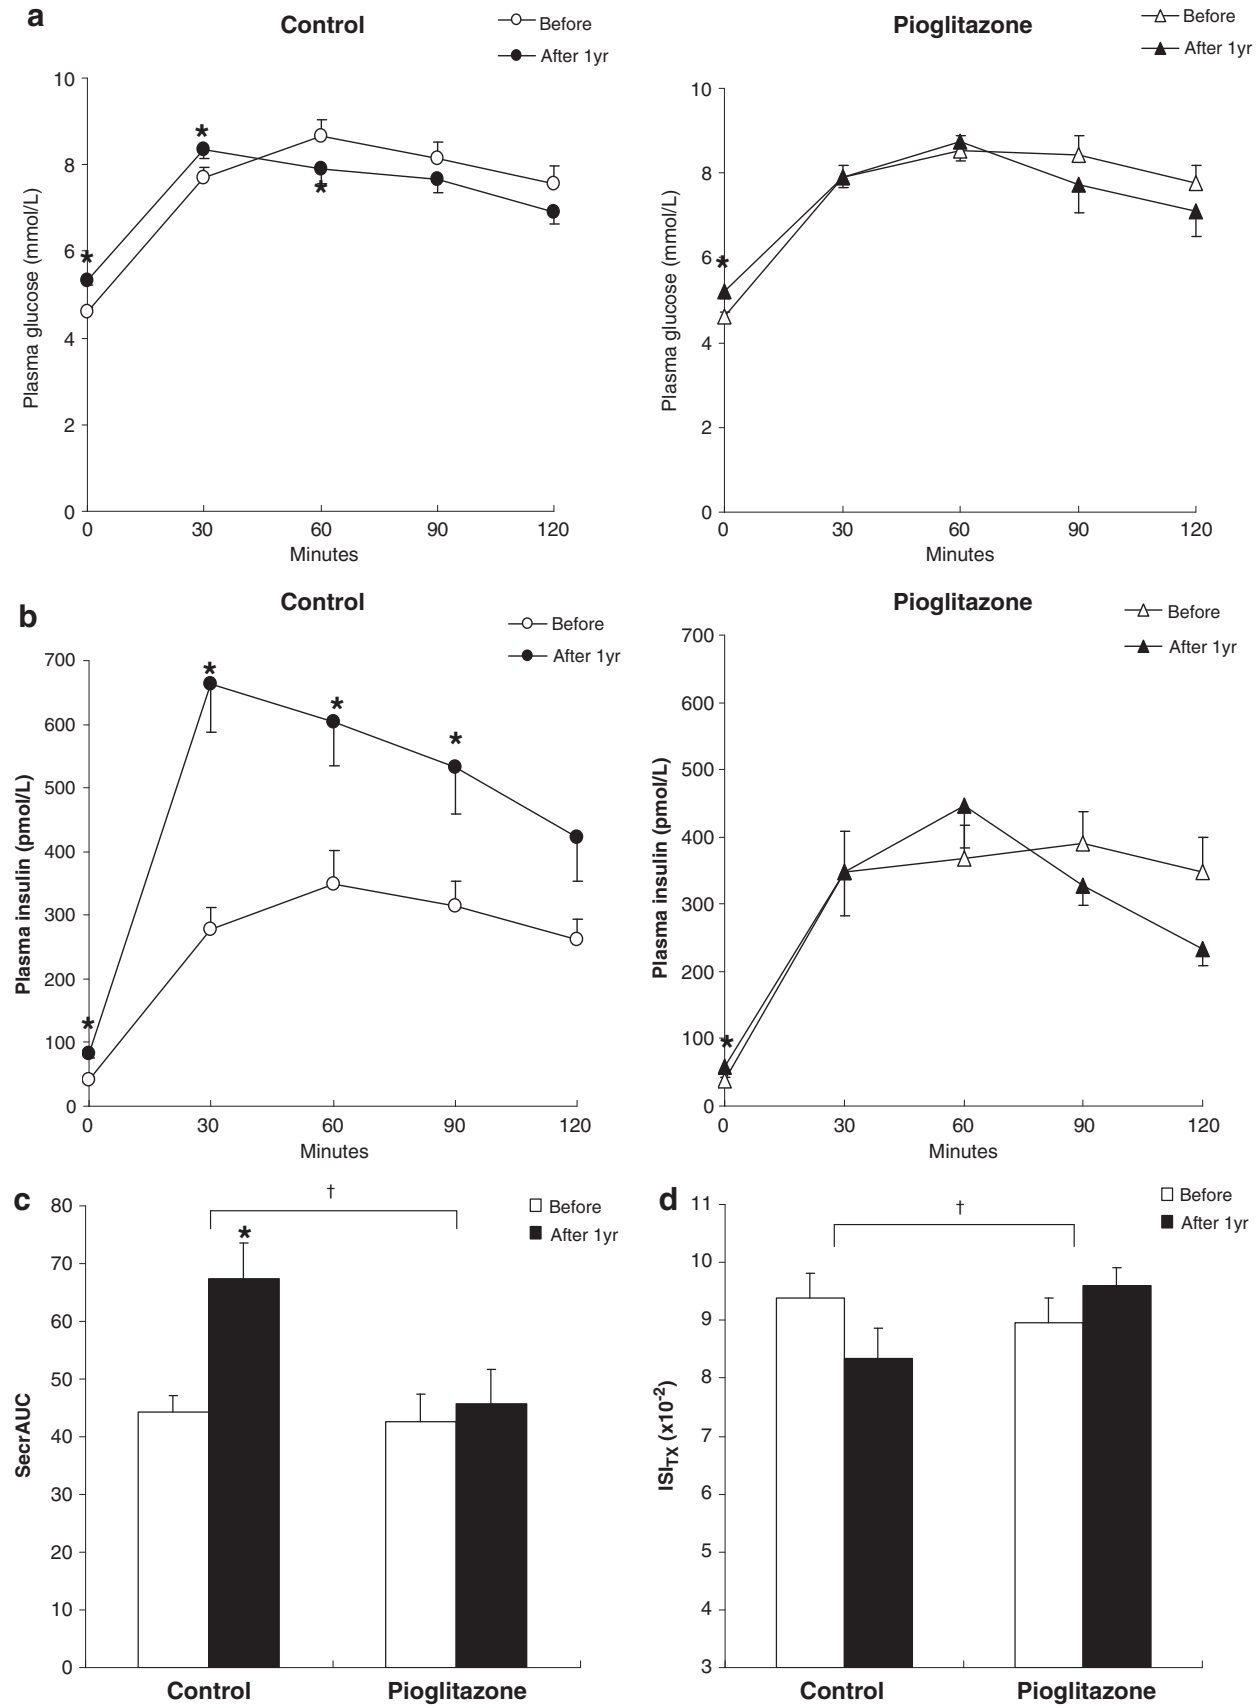 a
Control
Before
After 1yr
10
8
6
4
2
0
Plasma glucose (mmol/L)
*
*
*
0 30 60 90 120
Minutes
Pioglitazone
Before
After 1yr
10
8
6
4
2
0
Plasma glucose (mmol/L)
*
0 30 60 90 120
Minutes
b
Control
Before
After 1yr
700
600
500
400
300
200
100
0
Plasma insulin (pmol/L)
*
*
*
*
0 30 60 90 120
Minutes
Pioglitazone
Before
After 1yr
700
600
500
400
300
200
100
0
Plasma insulin (pmol/L)
*
0 30 60 90 120
Minutes
c
†
Before
After 1yr
*
80
70
60
50
40
30
20
10
0
SecrAUC
Control Pioglitazone
d
†
Before
After 1yr
11
10
9
8
7
6
5
4
3
ISITX (x10-2)
Control Pioglitazone